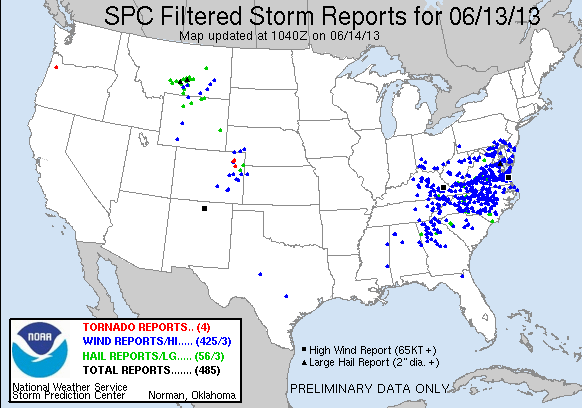 SPC Filtered Storm Reports for 06/13/13
Map updated at 1040Z on 06/14/13
NOAA
TORNADO REPORTS.. (4)
WIND REPORTS/HI..... (425/3)
HAIL REPORTS/LG..... (56/3)
TOTAL REPORTS....... (485)
National Weather Service
Storm Prediction Center Norman, Oklahoma
High Wind Report (65KT +)
Large Hail Report (2" dia. +)
PRELIMINARY DATA ONLY